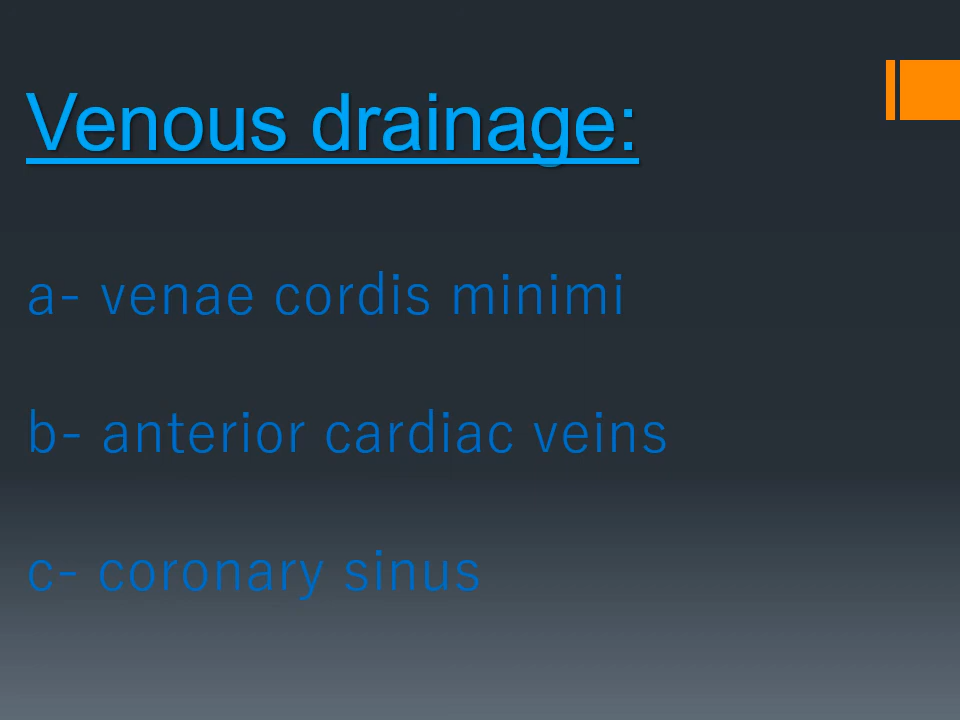 Venous drainage:
a- venae cordis minimi
b- anterior cardiac veins
c- coronary sinus